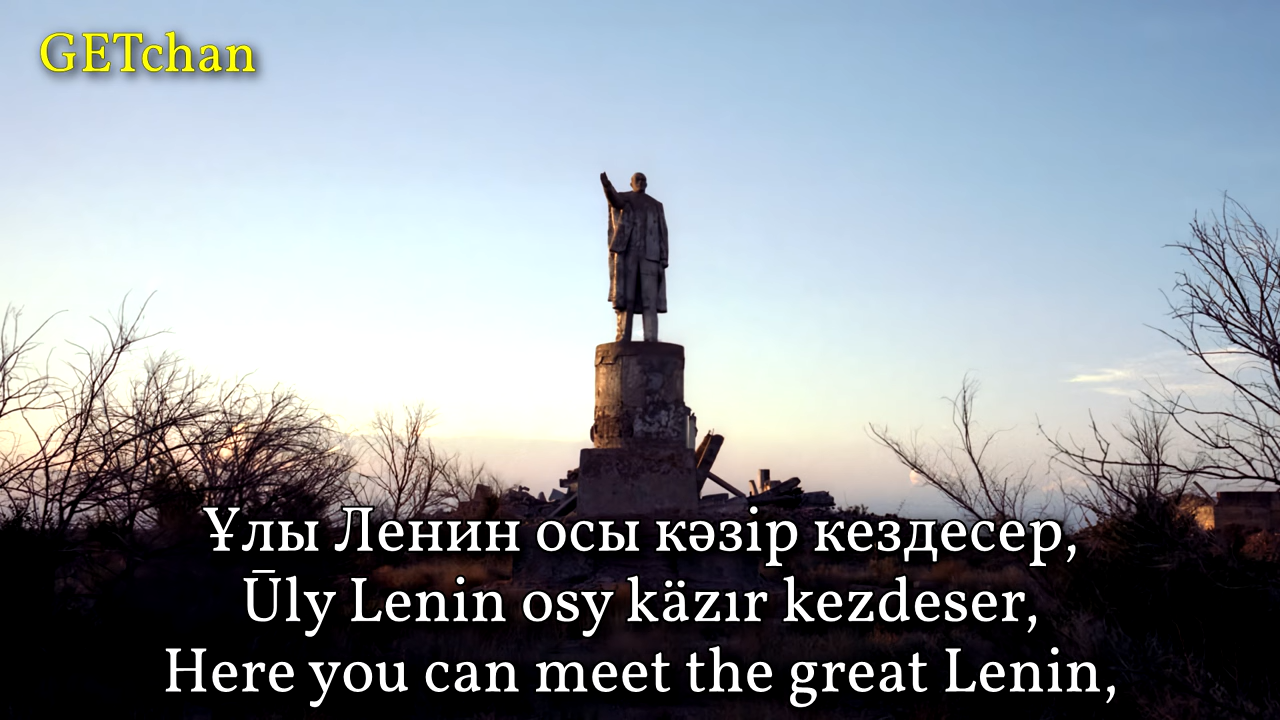 GETchan
Ұлы Ленин осы кәзір кездесер,
Ūly Lenin osy käzır kezdeser,
Here you can meet the great Lenin,